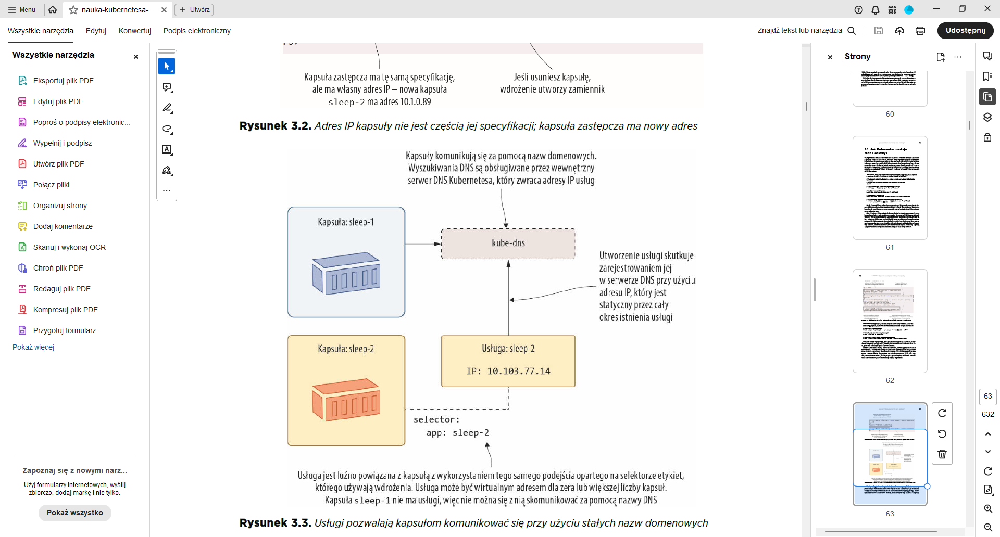 Menu
nauka-kubernetesa-...
Utwórz
Wszystkie narzędzia
Edytuj
Konwertuj
Podpis elektroniczny
Znajdź tekst lub narzędzia
Udostępnij
Wszystkie narzędzia
Eksportuj plik PDF
Edytuj plik PDF
Poproś o podpisy elektronic...
Wypełnij i podpisz
Utwórz plik PDF
Połącz pliki
Organizuj strony
Dodaj komentarze
Skanuj i wykonaj OCR
Chroń plik PDF
Redaguj plik PDF
Kompresuj plik PDF
Przygotuj formularz
Pokaż więcej
Zapoznaj się z nowymi narz...
Użyj formularzy internetowych, wyślij
zbiorczo, dodaj markę i nie tylko.
Pokaż wszystko
Kapsuła zastępcza ma tę samą specyfikację,
ale ma własny adres IP – nowa kapsuła
sleep-2 ma adres 10.1.0.89
Jeśli usuniesz kapsułę,
wdrożenie utworzy zamiennik
Rysunek 3.2. Adres IP kapsuły nie jest częścią jej specyfikacji; kapsuła zastępcza ma nowy adres
Kapsuły komunikują się za pomocą nazw domenowych.
Wyszukiwania DNS są obsługiwane przez wewnętrzny
serwer DNS Kubernetesa, który zwraca adresy IP usług
Kapsuła: sleep-1
kube-dns
Utworzenie usługi skutkuje
zarejestrowaniem jej
w serwerze DNS przy użyciu
adresu IP, który jest
statyczny przez cały
okres istnienia usługi
Kapsuła: sleep-2
Usługa: sleep-2
IP: 10.103.77.14
selector:
app: sleep-2
Usługa jest luźno powiązana z kapsułą z wykorzystaniem tego samego podejścia opartego na selektorze etykiet,
którego używają wdrożenia. Usługa może być wirtualnym adresem dla zera lub większej liczby kapsuł.
Kapsuła sleep-1 nie ma usługi, więc nie można się z nią skomunikować za pomocą nazwy DNS
Rysunek 3.3. Usługi pozwalają kapsułom komunikować się przy użyciu stałych nazw domenowych
Strony
60
3.1. Jak Kubernetes routuje
ruch sieciowy?
61
62
63
63
632